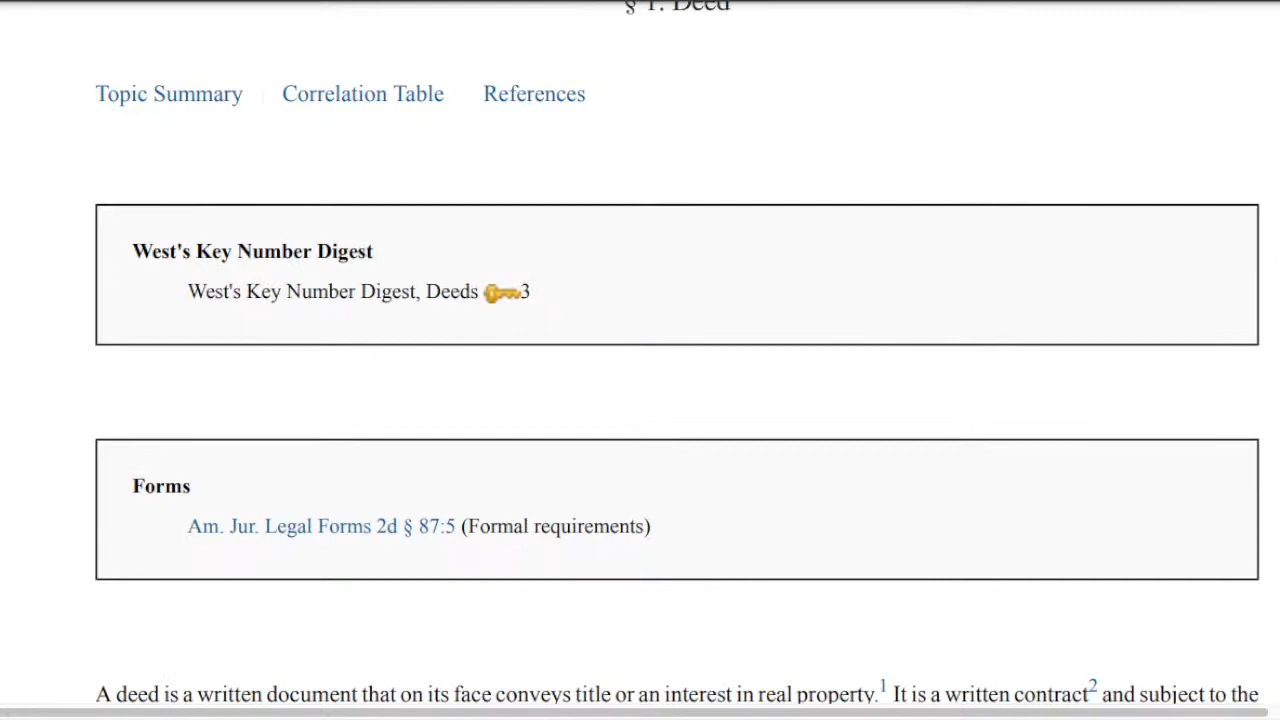 § 1. Deed
Topic Summary Correlation Table References
West's Key Number Digest
West's Key Number Digest, Deeds 3
Forms
Am. Jur. Legal Forms 2d § 87:5 (Formal requirements)
A deed is a written document that on its face conveys title or an interest in real property.1 It is a written contract2 and subject to the